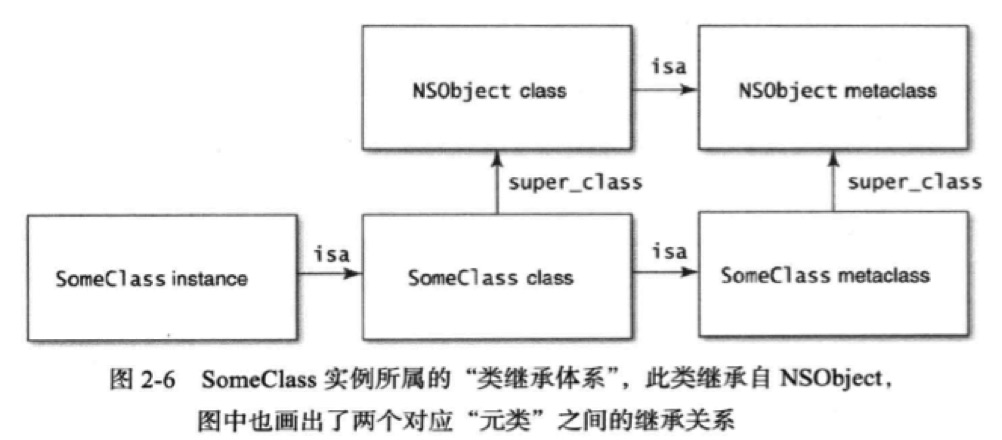 isa
NSObject class
NSObject metaclass
super_class
super_class
isa
isa
SomeClass instance
SomeClass class
SomeClass metaclass
图 2-6 SomeClass 实例所属的“类继承体系”，此类继承自 NSObject，
图中也画出了两个对应“元类”之间的继承关系